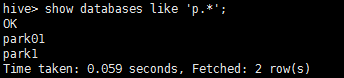 hive> show databases like 'p.*';
OK
park01
park1
Time taken: 0.059 seconds, Fetched: 2 row(s)